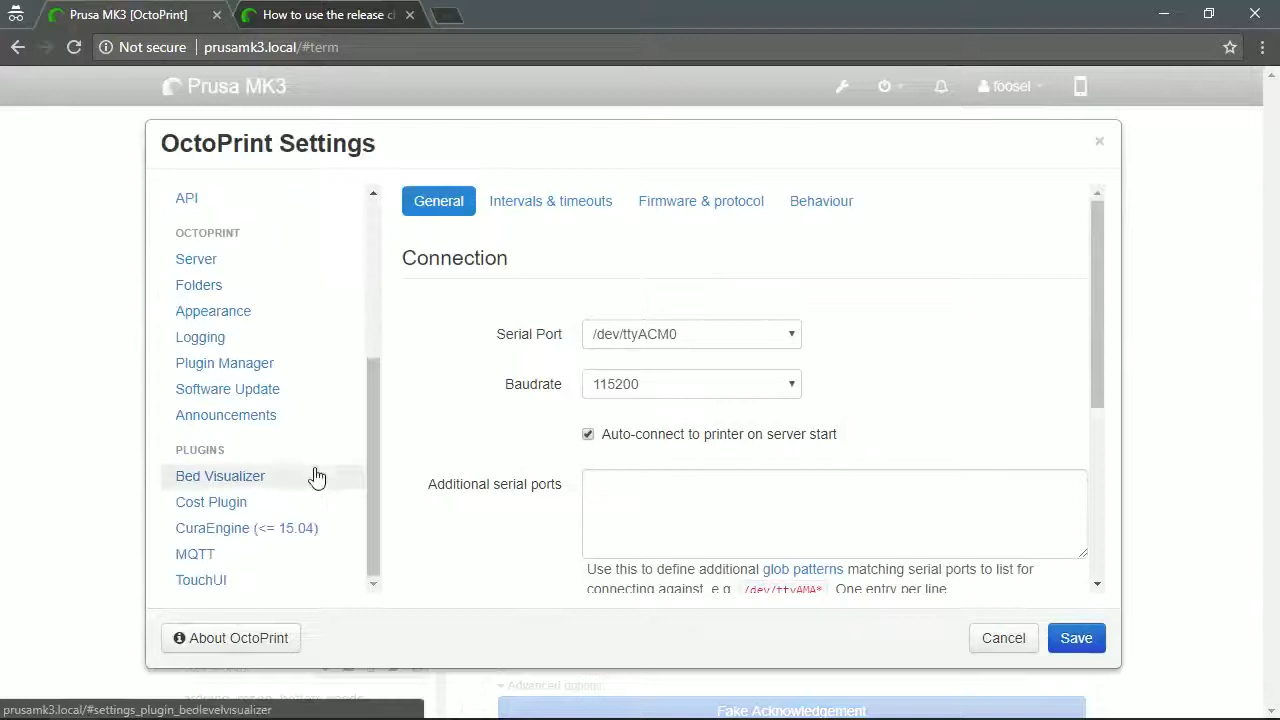 Prusa MK3 [OctoPrint]
How to use the release c
Not secure
prusamk3.local/#term
Prusa MK3
foosel
OctoPrint Settings
API
OCTOPRINT
Server
Folders
Appearance
Logging
Plugin Manager
Software Update
Announcements
PLUGINS
Bed Visualizer
Cost Plugin
CuraEngine (<= 15.04)
MQTT
TouchUI
General Intervals & timeouts Firmware & protocol Behaviour
Connection
Serial Port /dev/ttyACM0
Baudrate 115200
Auto-connect to printer on server start
Additional serial ports
Use this to define additional glob patterns matching serial ports to list for
connecting against, e.g. /dev/ttyAMA* . One entry per line
About OctoPrint
Cancel Save
Advanced options
Fake Acknowledgement
prusamk3.local/#settings_plugin_bedlevelvisualizer